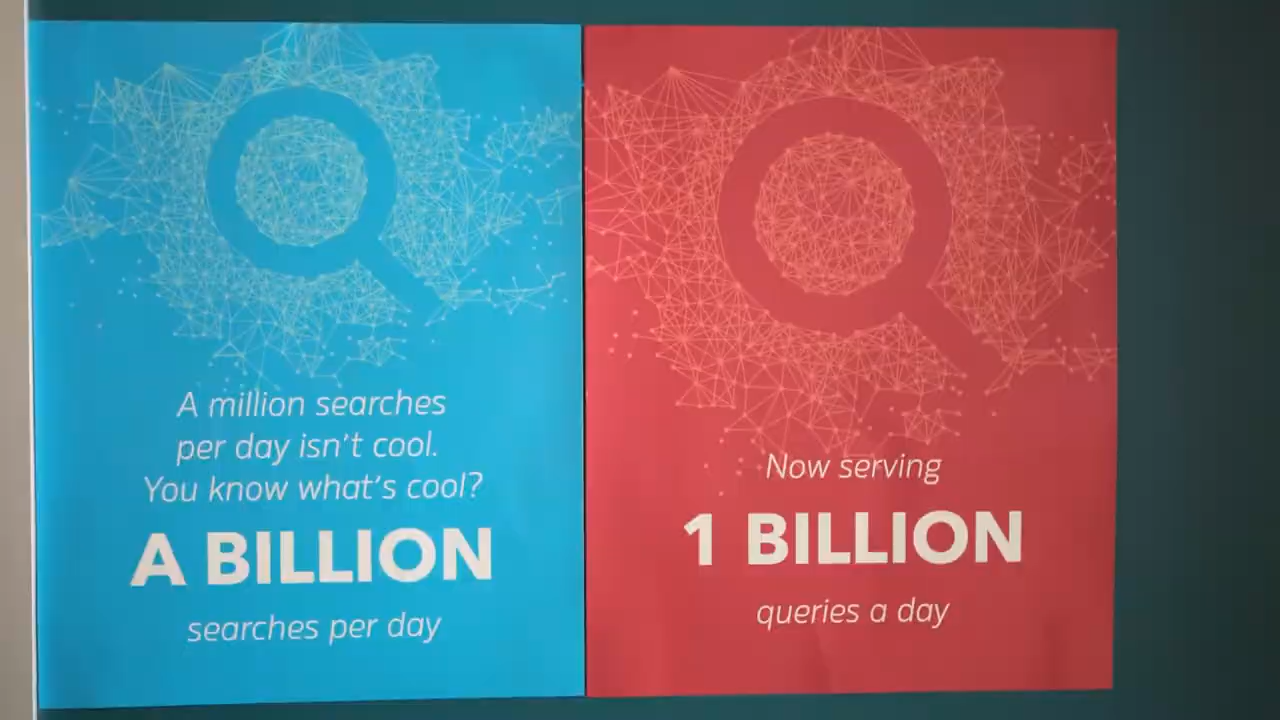 A million searches
per day isn't cool.
You know what's cool?
A BILLION
searches per day
Now serving
1 BILLION
queries a day